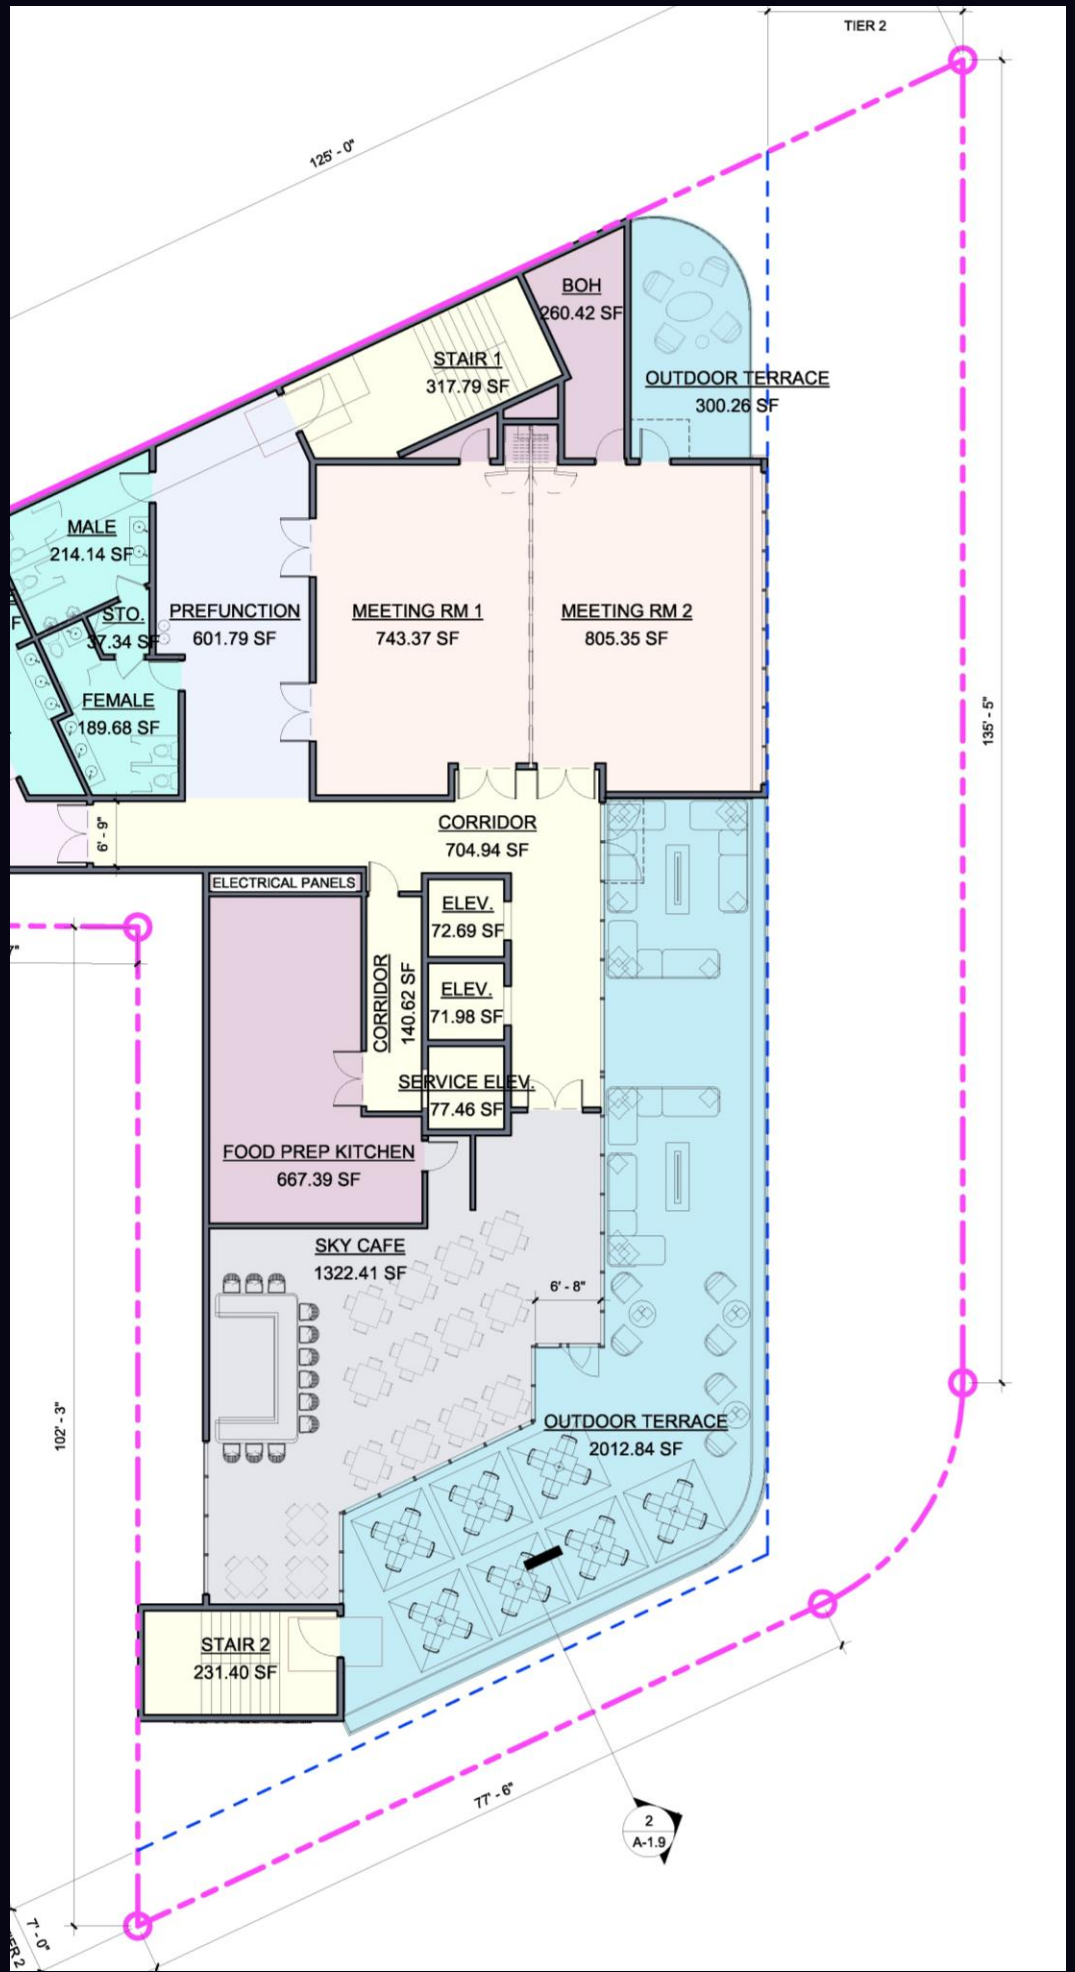 TIER 2
125' - 0"
BOH
260.42 SF
STAIR 1
317.79 SF
OUTDOOR TERRACE
300.26 SF
MALE
214.14 SF
STO.
37.34 SF
PREFUNCTION
601.79 SF
MEETING RM 1
743.37 SF
MEETING RM 2
805.35 SF
FEMALE
189.68 SF
135' - 5"
6' - 9"
CORRIDOR
704.94 SF
ELECTRICAL PANELS
ELEV.
72.69 SF
ELEV.
71.98 SF
CORRIDOR
140.62 SF
SERVICE ELEV.
77.46 SF
FOOD PREP KITCHEN
667.39 SF
SKY CAFE
1322.41 SF
6' - 8"
102' - 3"
OUTDOOR TERRACE
2012.84 SF
STAIR 2
231.40 SF
77' - 6"
2
A-1.9
7' - 0"